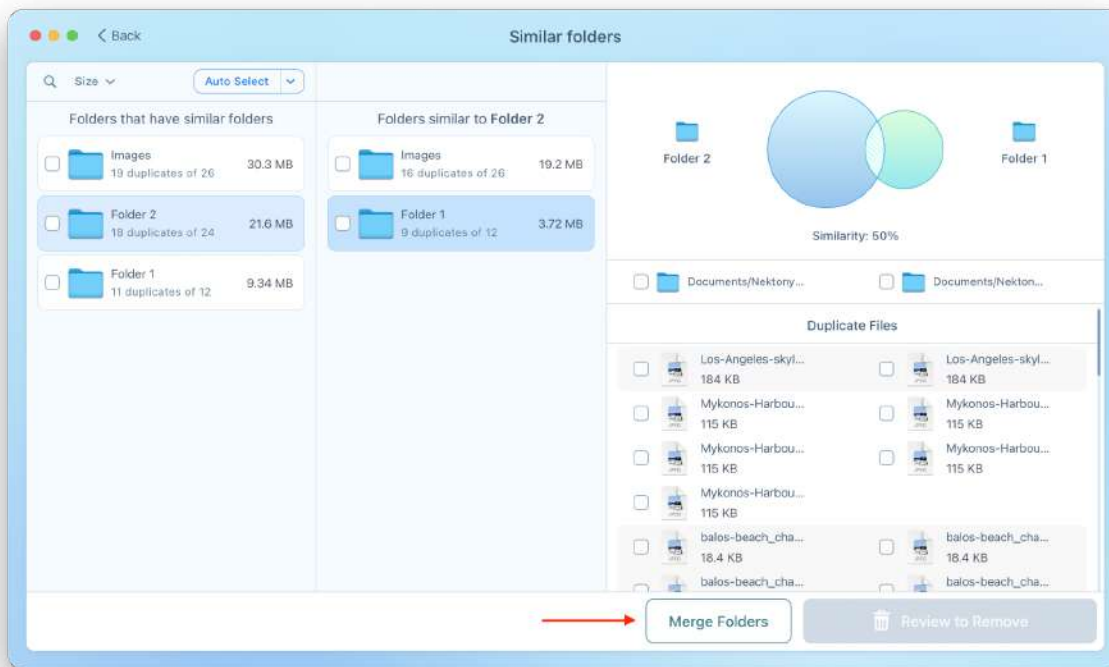 Back
Similar folders
Size
Auto Select
Folders that have similar folders
Images
19 duplicates of 26
30.3 MB
Folder 2
18 duplicates of 24
21.6 MB
Folder 1
11 duplicates of 12
9.34 MB
Folders similar to Folder 2
Images
16 duplicates of 26
19.2 MB
Folder 1
9 duplicates of 12
3.72 MB
Folder 2
Folder 1
Similarity: 50%
Documents/Nektony...
Documents/Nekton...
Duplicate Files
Los-Angeles-skyl...
184 KB
Los-Angeles-skyl...
184 KB
Mykonos-Harbou...
115 KB
Mykonos-Harbou...
115 KB
Mykonos-Harbou...
115 KB
Mykonos-Harbou...
115 KB
Mykonos-Harbou...
115 KB
balos-beach_cha...
18.4 KB
balos-beach_cha...
18.4 KB
balos-beach_cha...
balos-beach_cha...
Merge Folders
Review to Remove